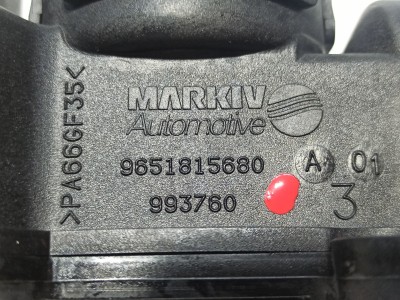 MARKIV
Automotive
9651815680 A 01
993760 3
>PA66GF35<